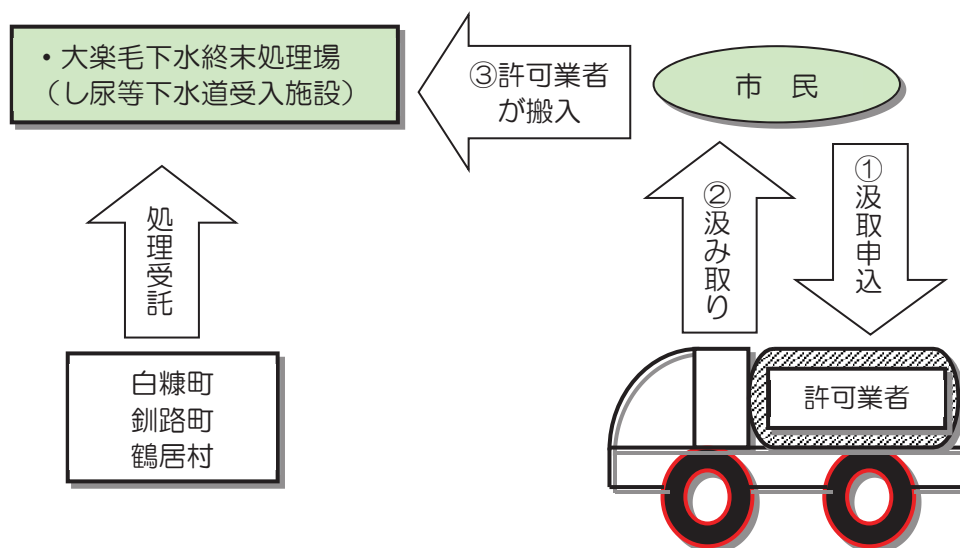 ・大楽毛下水終末処理場
（し尿等下水道受入施設）
③許可業者
が搬入
市　民
処理受託
②汲み取り
①汲取申込
白糠町
釧路町
鶴居村
許可業者